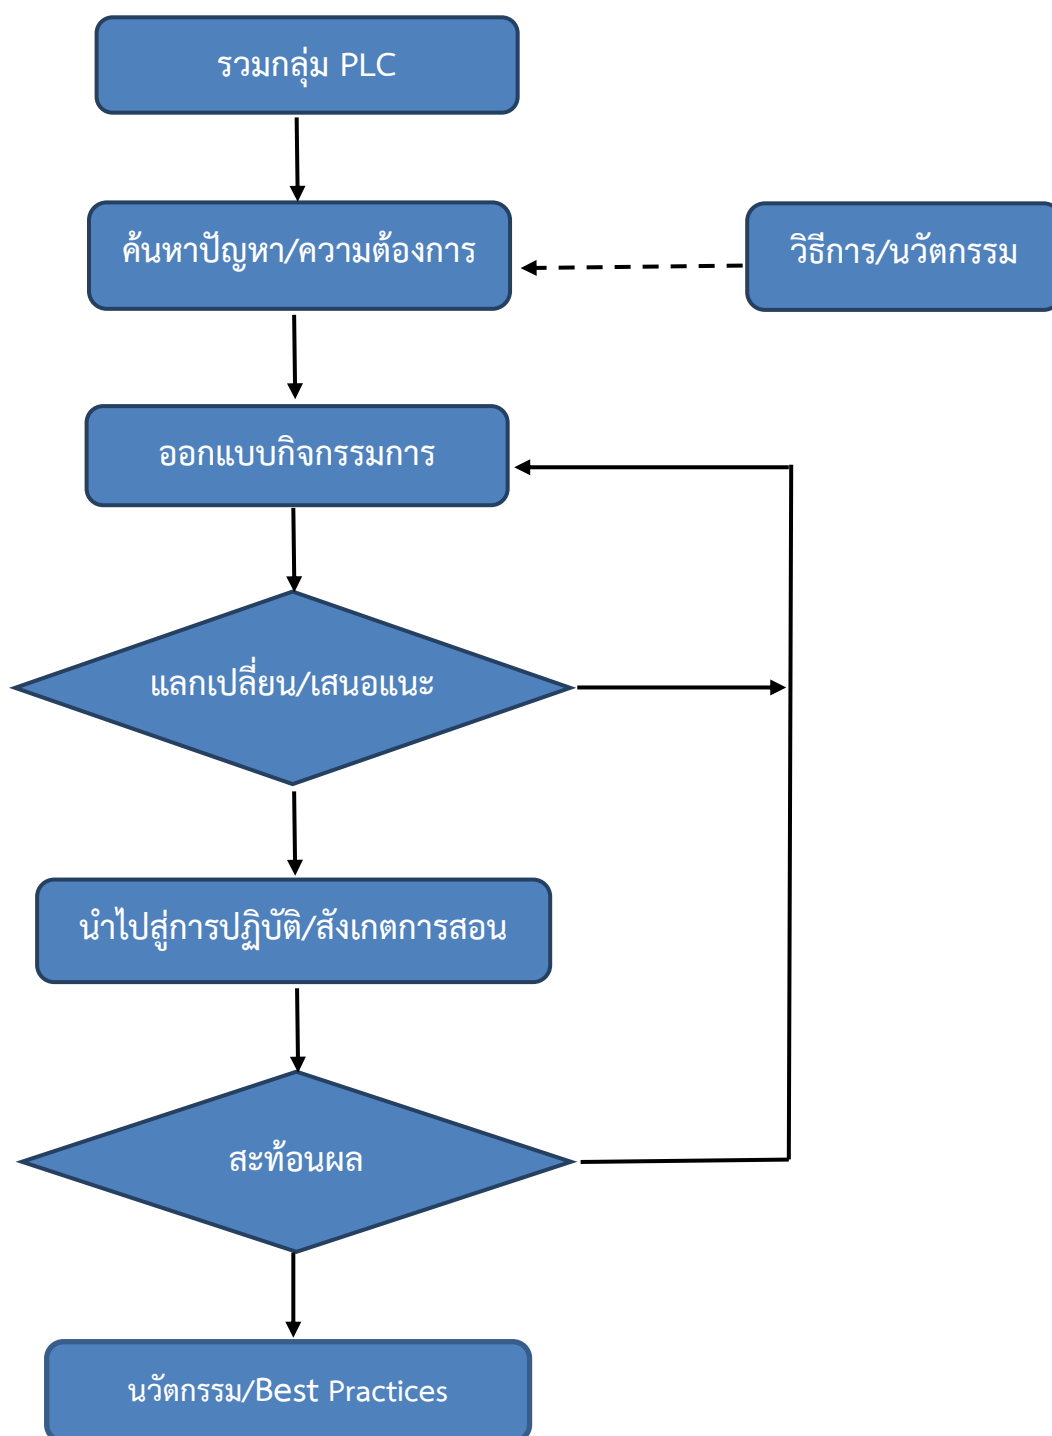 รวมกลุ่ม PLC
ค้นหาปัญหา/ความต้องการ
วิธีการ/นวัตกรรม
ออกแบบกิจกรรมการ
แลกเปลี่ยน/เสนอแนะ
นำไปสู่การปฏิบัติ/สังเกตการสอน
สะท้อนผล
นวัตกรรม/Best Practices